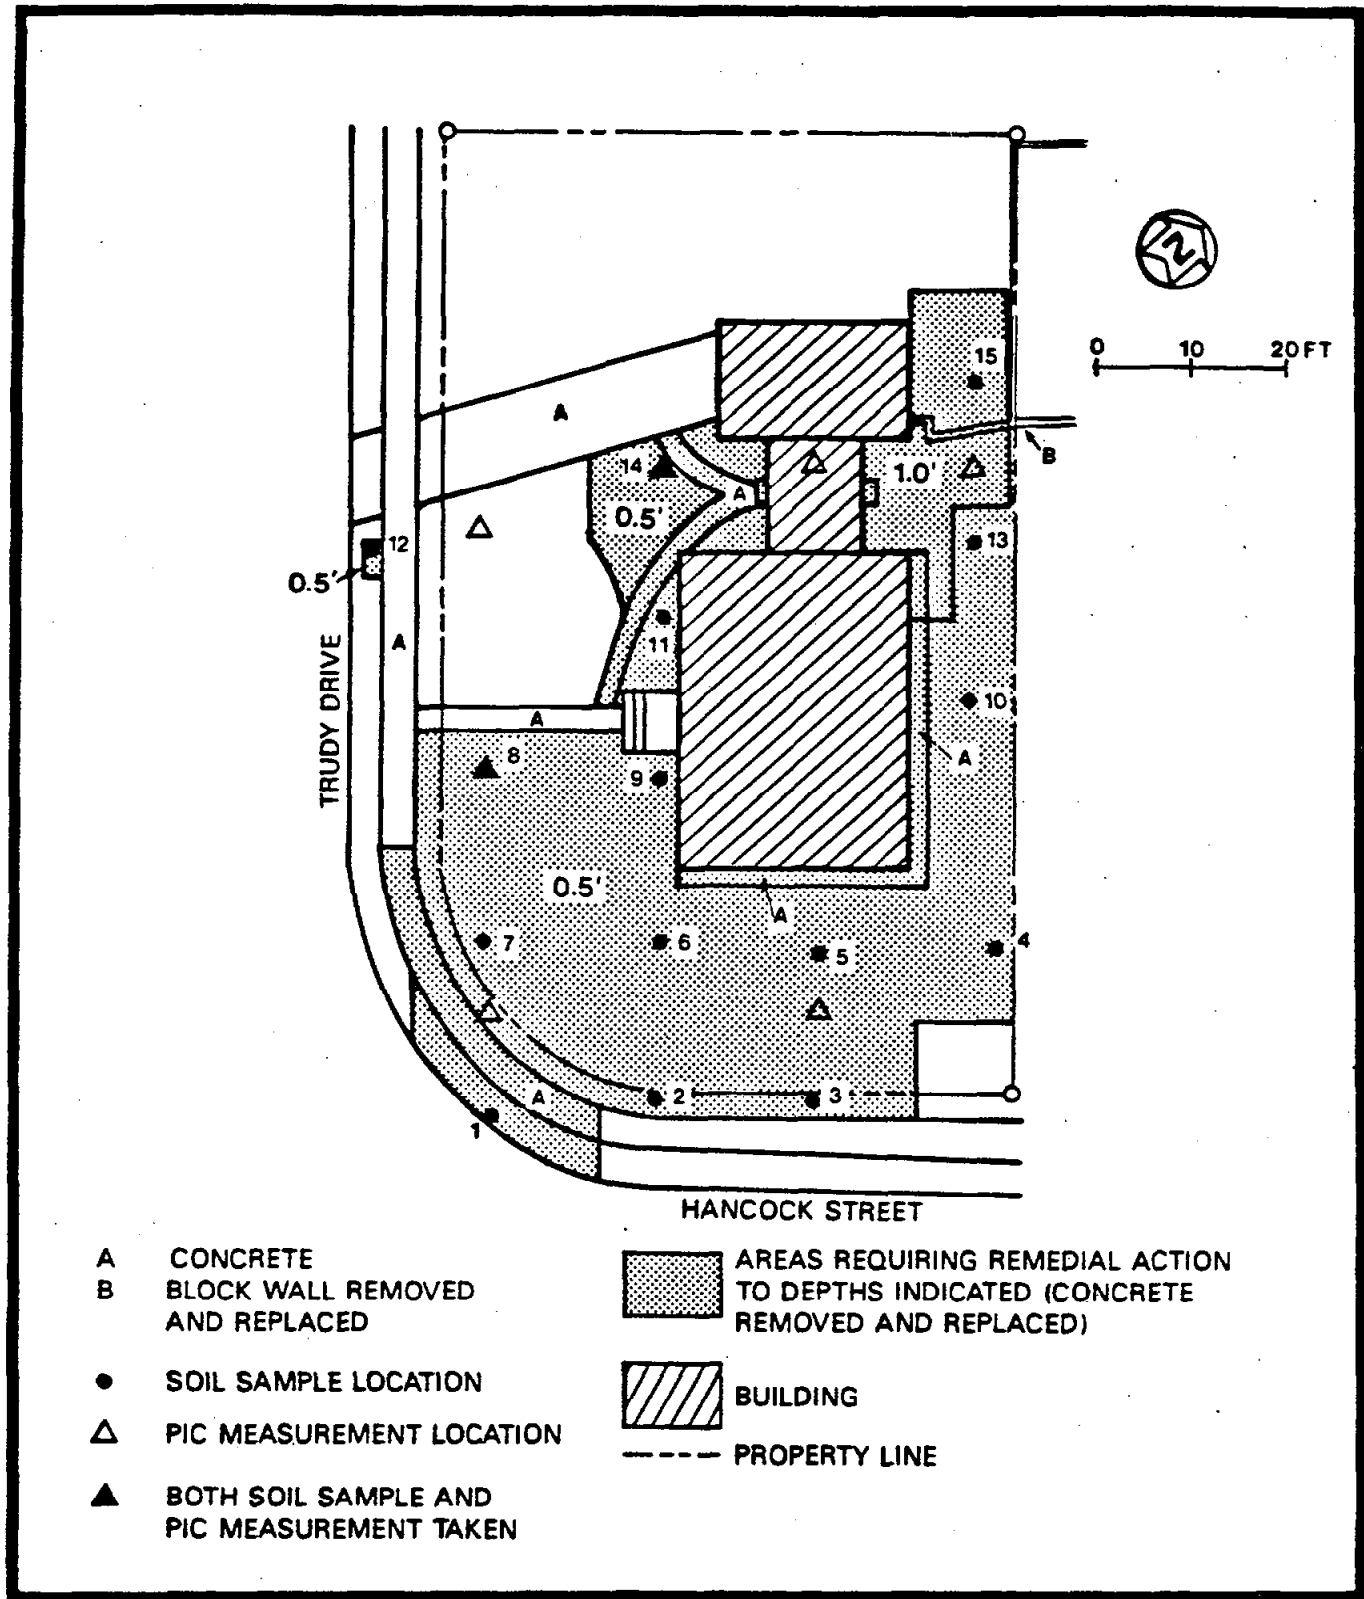 N
0 10 20 FT
15
A
B
14
A
1.0'
0.5'
12
13
0.5'
11
A
TRUDY DRIVE
A
10
8
A
9
0.5'
A
7
6
5
4
2
3
A
1
HANCOCK STREET
A CONCRETE
B BLOCK WALL REMOVED
AND REPLACED
SOIL SAMPLE LOCATION
PIC MEASUREMENT LOCATION
BOTH SOIL SAMPLE AND
PIC MEASUREMENT TAKEN
AREAS REQUIRING REMEDIAL ACTION
TO DEPTHS INDICATED (CONCRETE
REMOVED AND REPLACED)
BUILDING
PROPERTY LINE